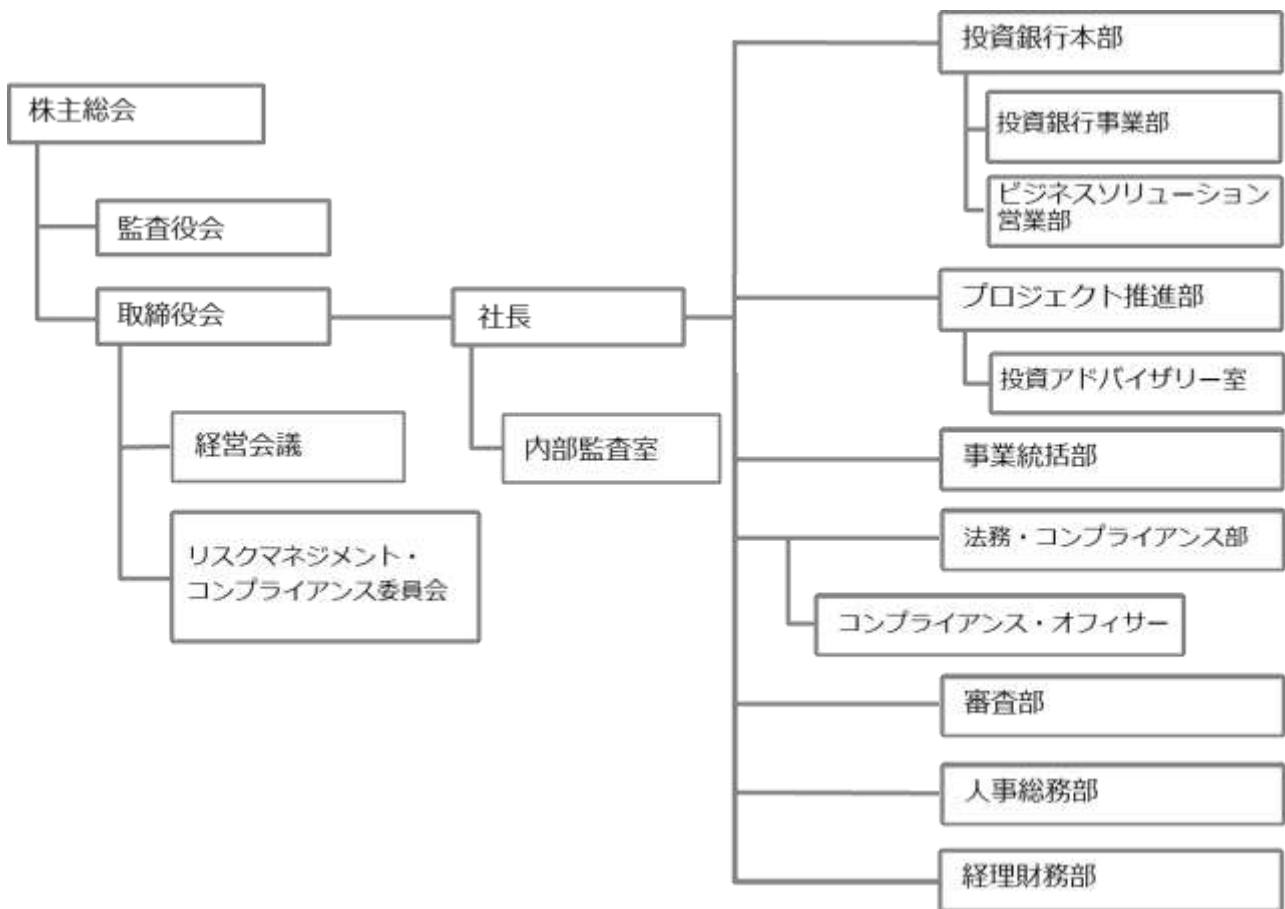 株主総会
監査役会
取締役会
経営会議
リスクマネジメント・
コンプライアンス委員会
社長
内部監査室
投資銀行本部
投資銀行事業部
ビジネスソリューション
営業部
プロジェクト推進部
投資アドバイザリー室
事業統括部
法務・コンプライアンス部
コンプライアンス・オフィサー
審査部
人事総務部
経理財務部